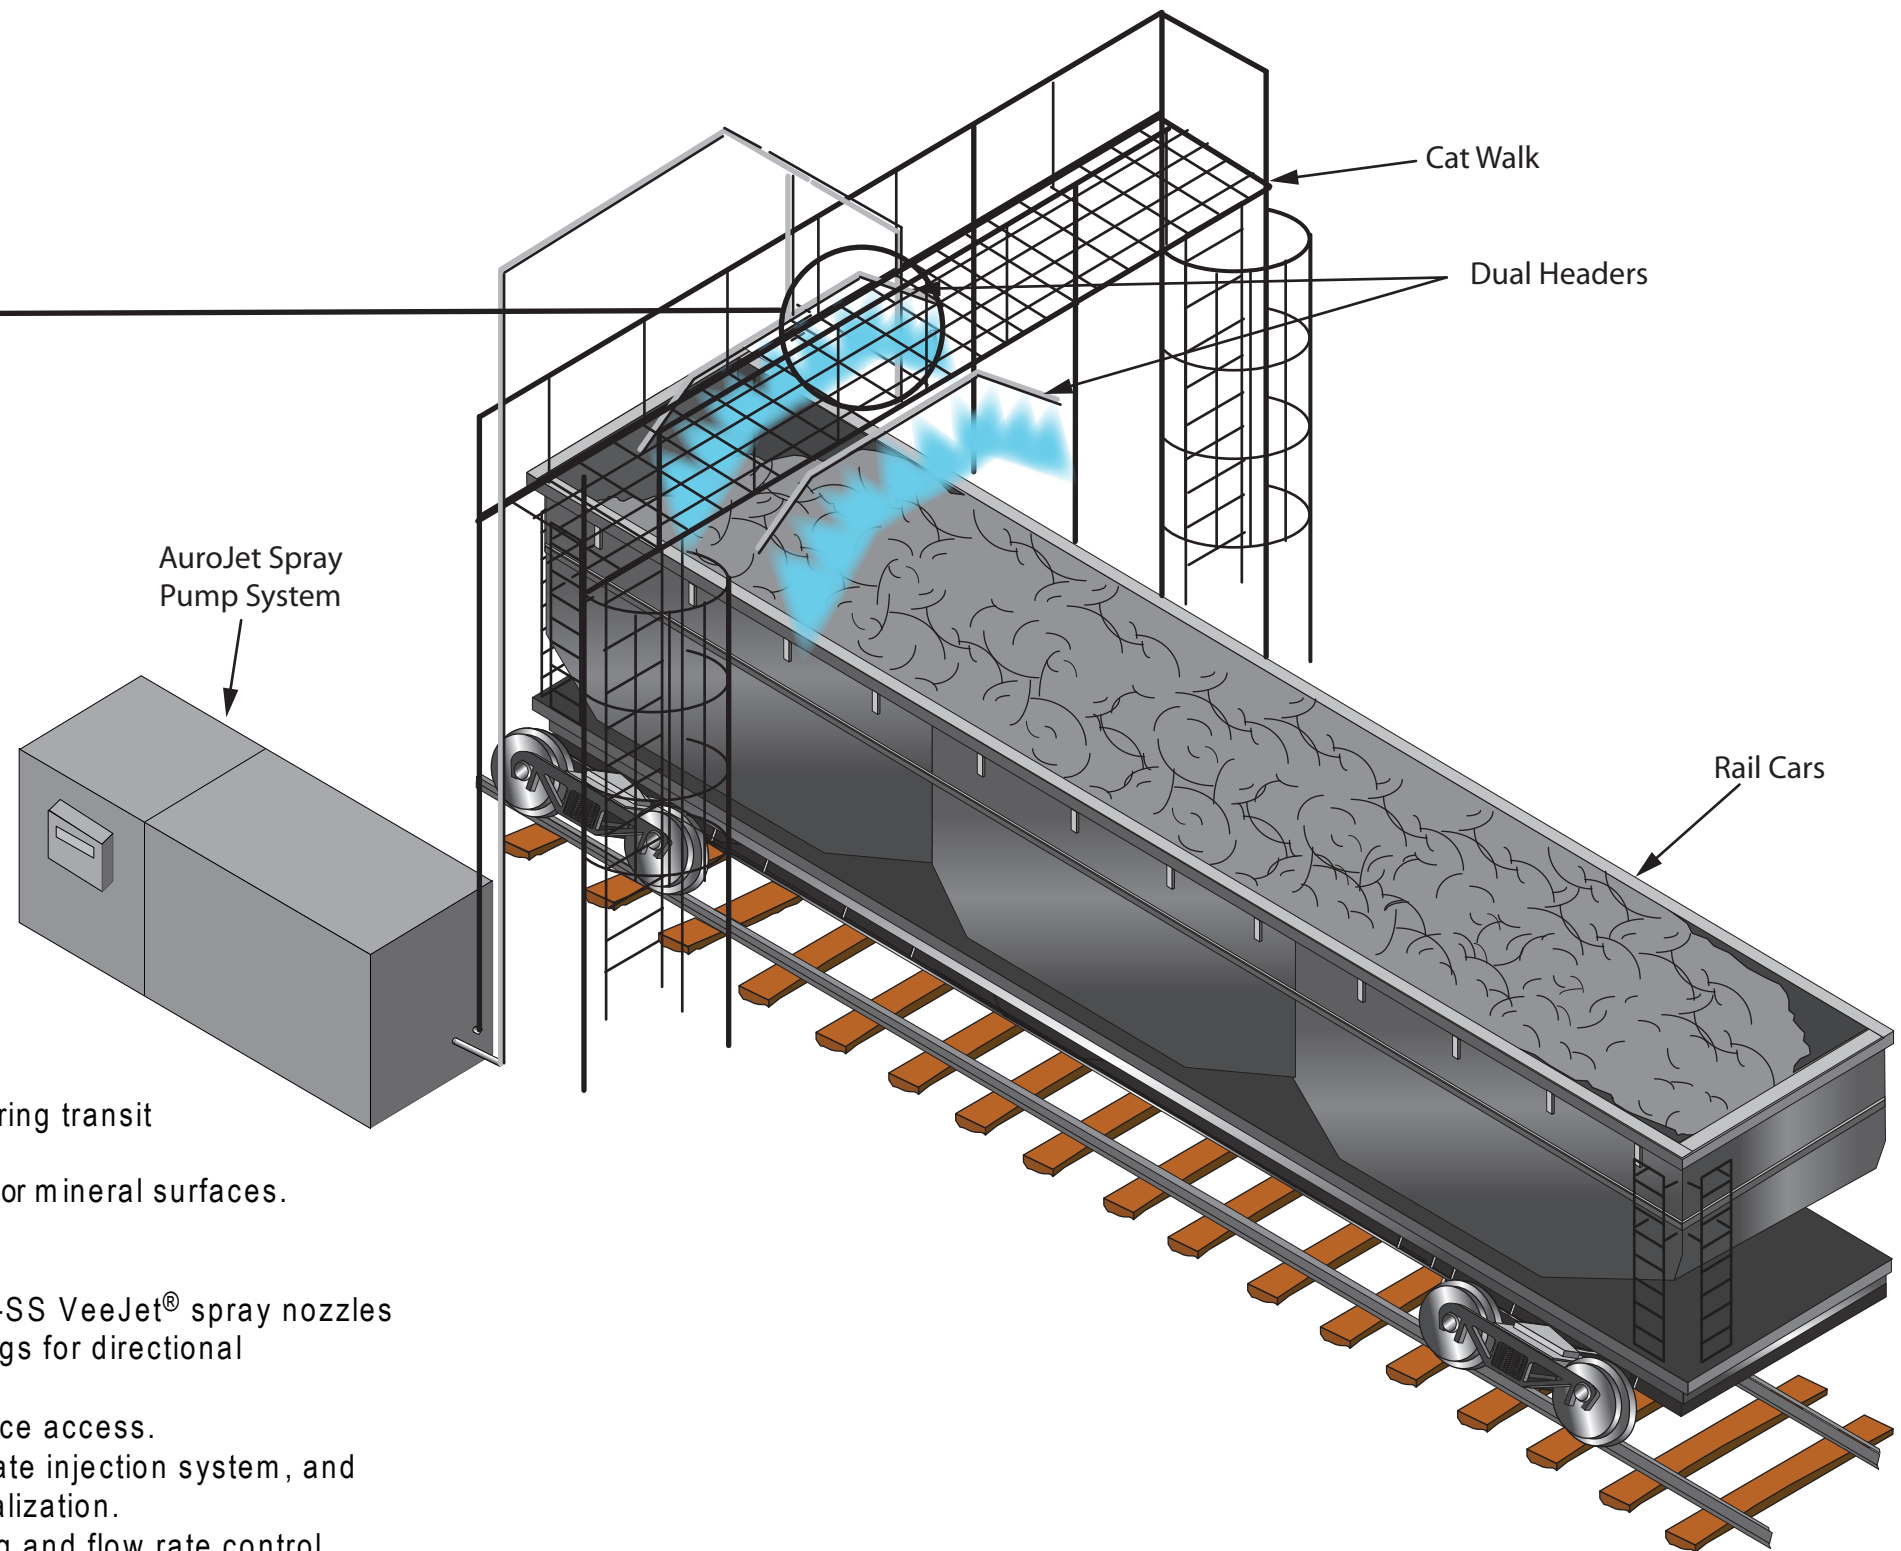 Cat Walk
Dual Headers
AuroJet Spray
Pump System
Rail Cars
ring transit
or mineral surfaces.
-SS VeeJet® spray nozzles
gs for directional
ce access.
ate injection system, and
alization.
g and flow rate control